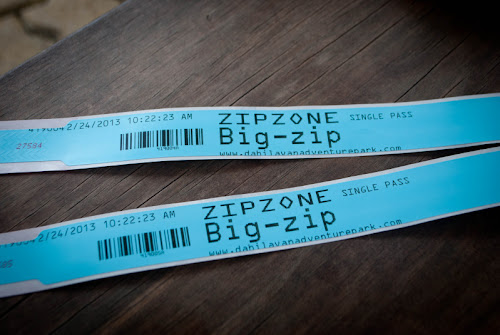 2/24/2013 10:22:23 AM
ZIPZONE SINGLE PASS
Big-zip
www.dahilayanadventurepark.com
27594
2/24/2013 10:22:23 AM
ZIPZONE SINGLE PASS
Big-zip
www.dahilayanadventurepark.com